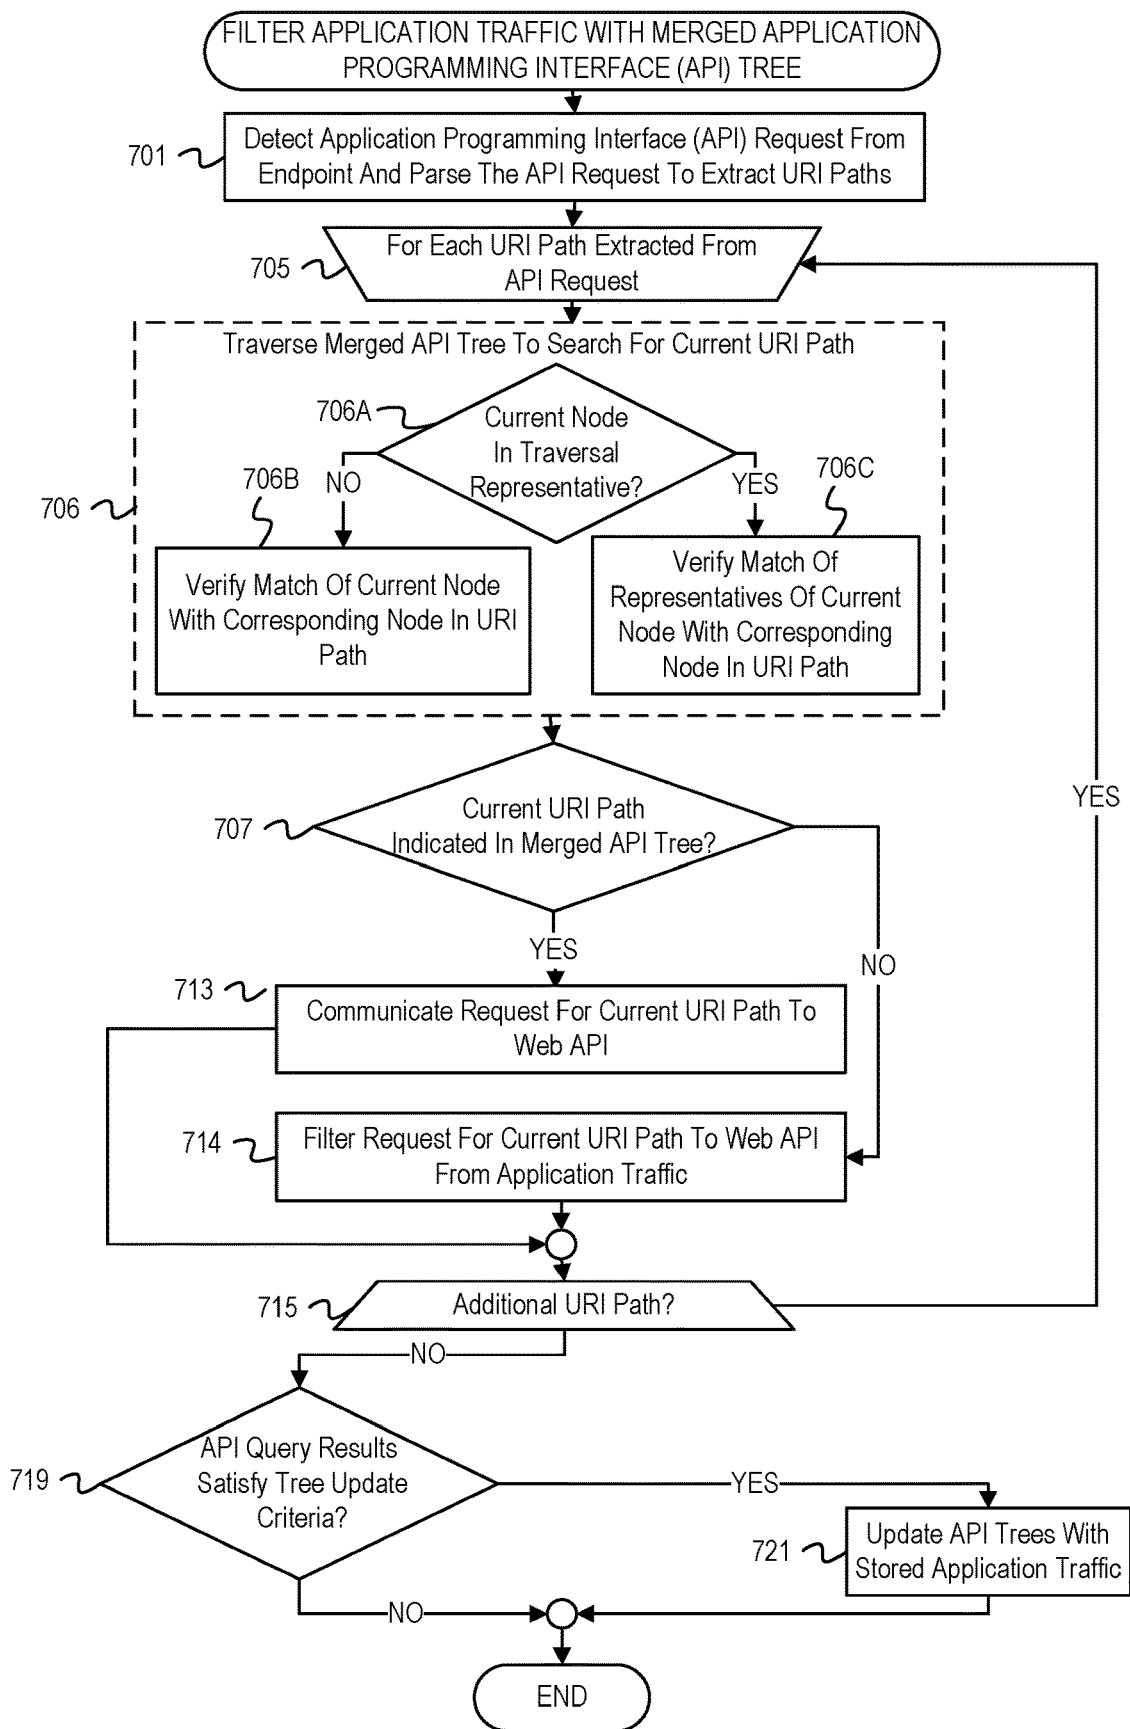 FILTER APPLICATION TRAFFIC WITH MERGED APPLICATION
PROGRAMMING INTERFACE (API) TREE
701
Detect Application Programming Interface (API) Request From
Endpoint And Parse The API Request To Extract URI Paths
705
For Each URI Path Extracted From
API Request
Traverse Merged API Tree To Search For Current URI Path
706A
Current Node
In Traversal
Representative?
706
706B
NO
YES
706C
Verify Match Of Current Node
With Corresponding Node In URI
Path
Verify Match Of
Representatives Of Current
Node With Corresponding
Node In URI Path
707
Current URI Path
Indicated In Merged API Tree?
YES
YES
NO
713
Communicate Request For Current URI Path To
Web API
714
Filter Request For Current URI Path To Web API
From Application Traffic
715
Additional URI Path?
NO
719
API Query Results
Satisfy Tree Update
Criteria?
YES
721
Update API Trees With
Stored Application Traffic
NO
END